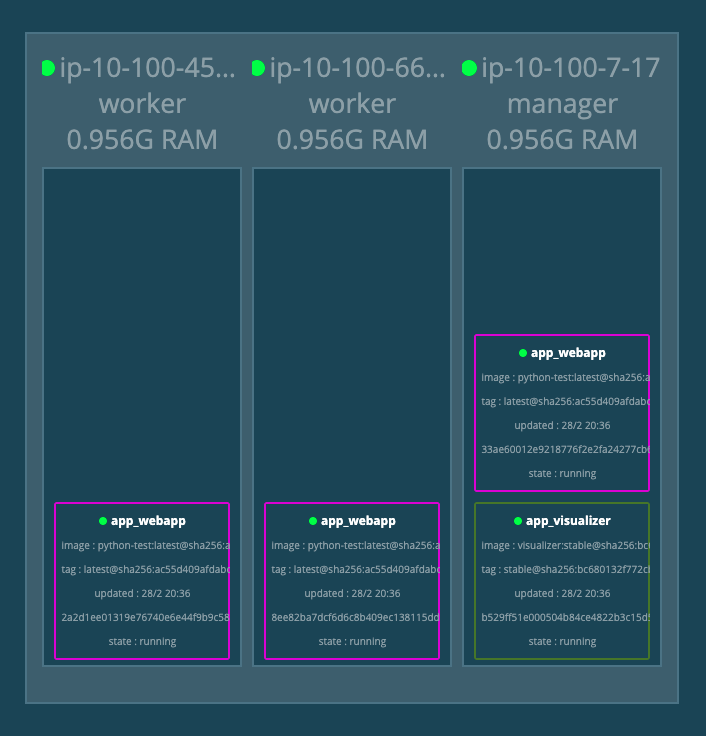 ip-10-100-45...
worker
0.956G RAM
app_webapp
image : python-test:latest@sha256:a
tag : latest@sha256:ac55d409afdabc
updated : 28/2 20:36
2a2d1ee01319e76740e6e44f9b9c58
state : running
ip-10-100-66...
worker
0.956G RAM
app_webapp
image : python-test:latest@sha256:a
tag : latest@sha256:ac55d409afdabc
updated : 28/2 20:36
8ee82ba7dcf6d6c8b409ec138115dd
state : running
ip-10-100-7-17
manager
0.956G RAM
app_webapp
image : python-test:latest@sha256:a
tag : latest@sha256:ac55d409afdabc
updated : 28/2 20:36
33ae60012e9218776f2e2fa24277cb6
state : running
app_visualizer
image : visualizer:stable@sha256:bc
tag : stable@sha256:bc680132f772c
updated : 28/2 20:36
b529ff51e000504b84ce4822b3c15d5
state : running